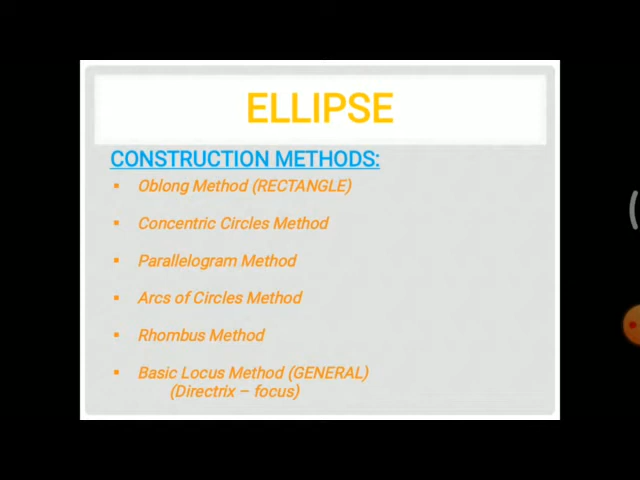 ELLIPSE
CONSTRUCTION METHODS:
▪ Oblong Method (RECTANGLE)
▪ Concentric Circles Method
▪ Parallelogram Method
▪ Arcs of Circles Method
▪ Rhombus Method
▪ Basic Locus Method (GENERAL)
(Directrix – focus)